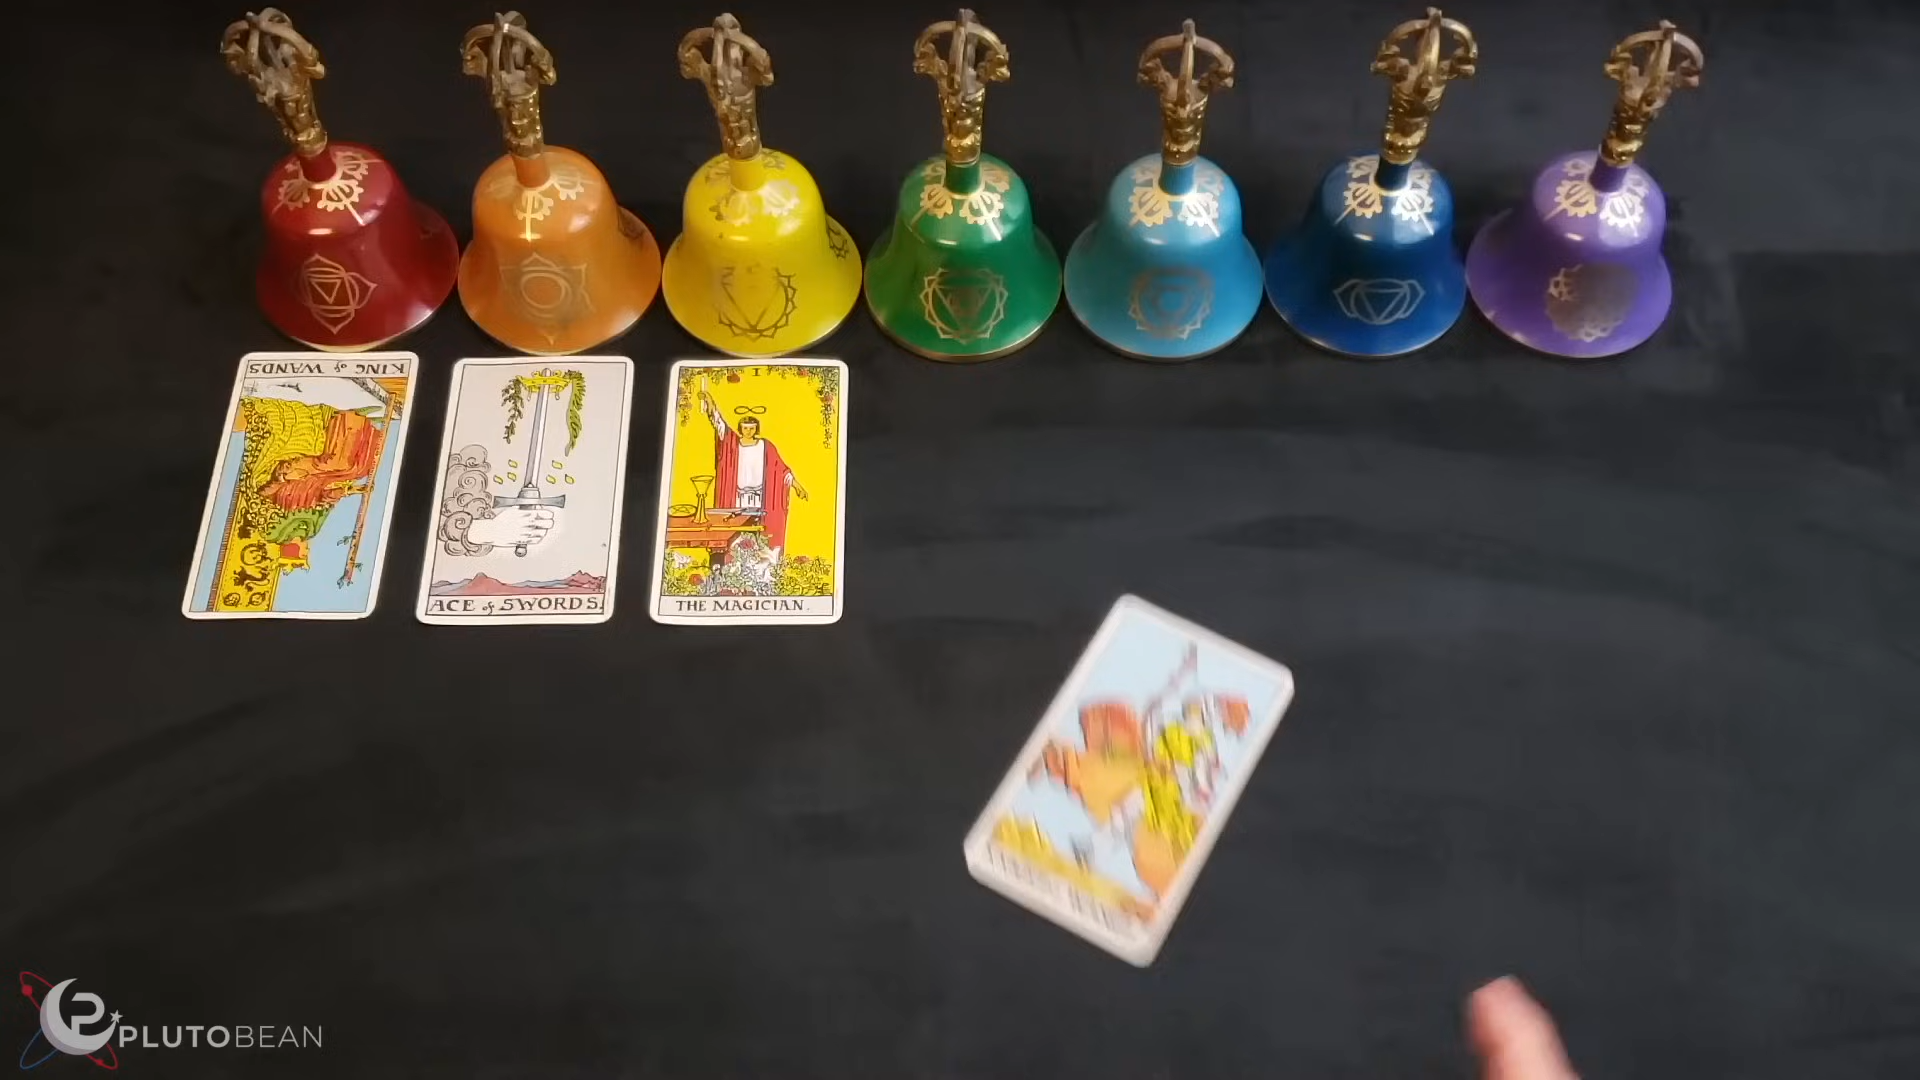 KING of WANDS
ACE of SWORDS.
I
THE MAGICIAN.
PLUTOBEAN